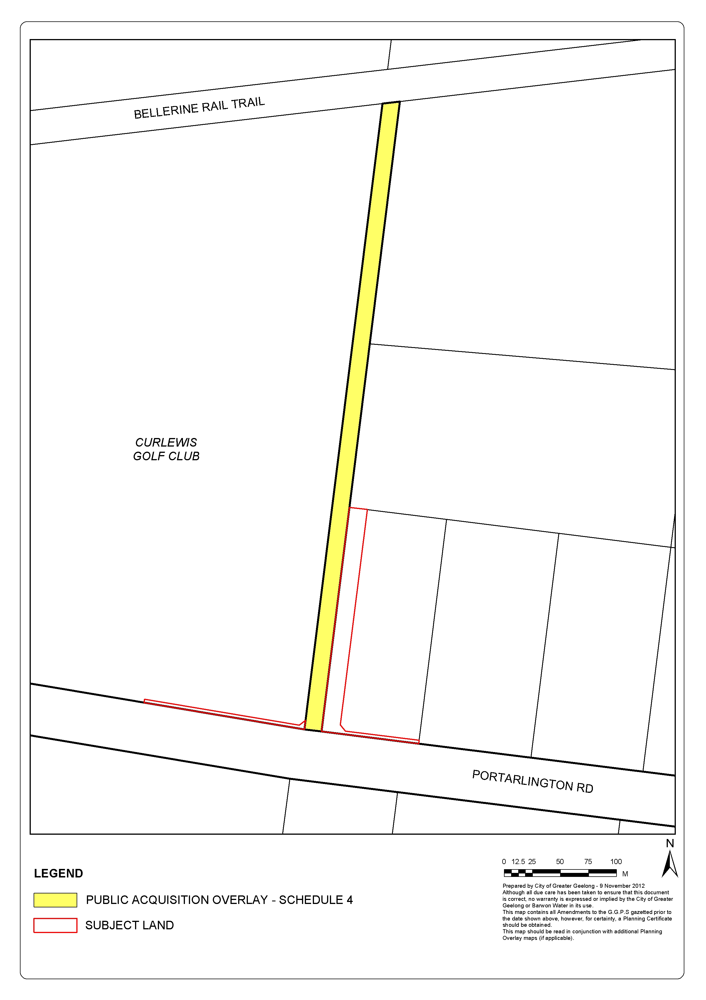 BELLERINE RAIL TRAIL
CURLEWIS
GOLF CLUB
PORTARLINGTON RD
N
0 12.5 25 50 75 100
M
LEGEND
PUBLIC ACQUISITION OVERLAY - SCHEDULE 4
SUBJECT LAND
Prepared by City of Greater Geelong - 9 November 2012
Although all due care has been taken to ensure that this document
is correct, no warranty is expressed or implied by the City of Greater
Geelong or Barwon Water in its use.
This map contains all Amendments to the G.G.P.S gazetted prior to
the date shown above, however, for certainty, a Planning Certificate
should be obtained.
This map should be read in conjunction with additional Planning
Overlay maps (if applicable).